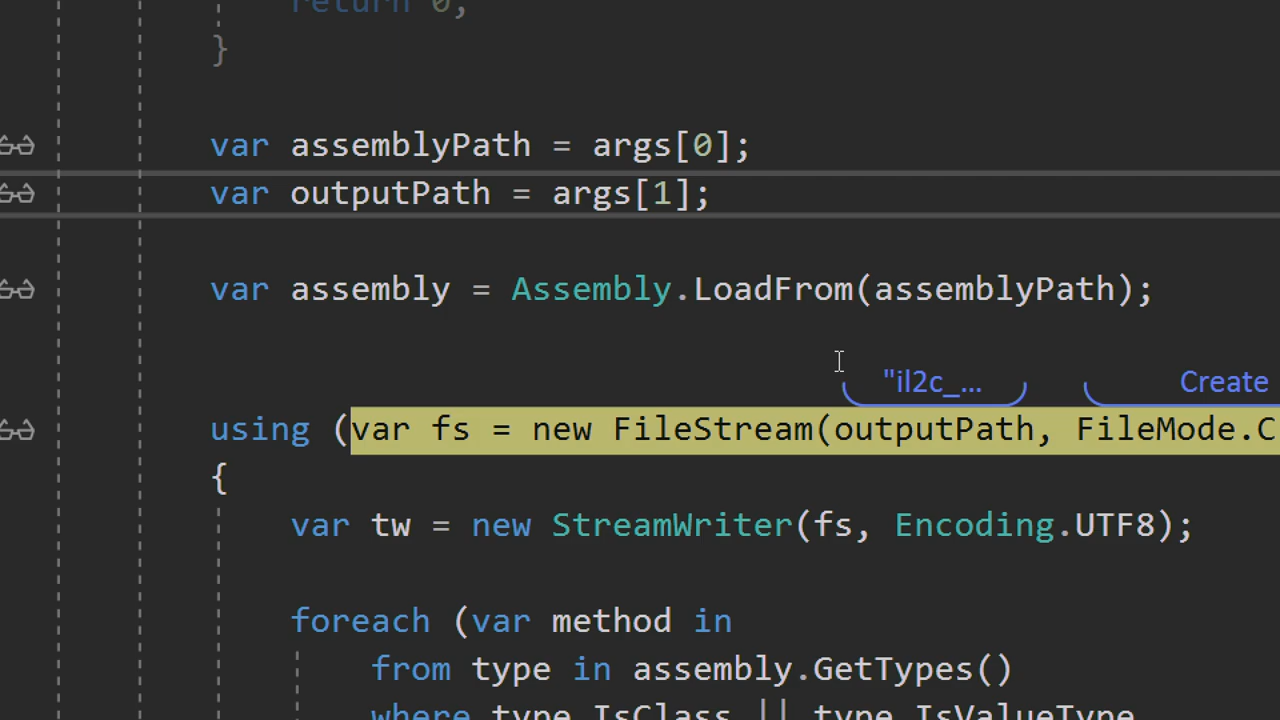 return 0;
}
var assemblyPath = args[0];
var outputPath = args[1];
var assembly = Assembly.LoadFrom(assemblyPath);
"il2c_... Create
using (var fs = new FileStream(outputPath, FileMode.C
{
var tw = new StreamWriter(fs, Encoding.UTF8);
foreach (var method in
from type in assembly.GetTypes()
where type.IsClass || type.IsValueType